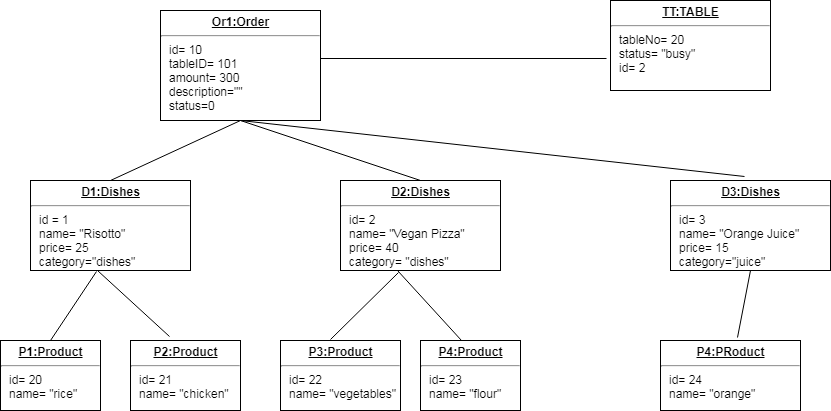 Or1:Order
id= 10
tableID= 101
amount= 300
description=""
status=0
TT:TABLE
tableNo= 20
status= "busy"
id= 2
D1:Dishes
id = 1
name= "Risotto"
price= 25
category="dishes"
D2:Dishes
id= 2
name= "Vegan Pizza"
price= 40
category= "dishes"
D3:Dishes
id= 3
name= "Orange Juice"
price= 15
category="juice"
P1:Product
id= 20
name= "rice"
P2:Product
id= 21
name= "chicken"
P3:Product
id= 22
name= "vegetables"
P4:Product
id= 23
name= "flour"
P4:PRoduct
id= 24
name= "orange"